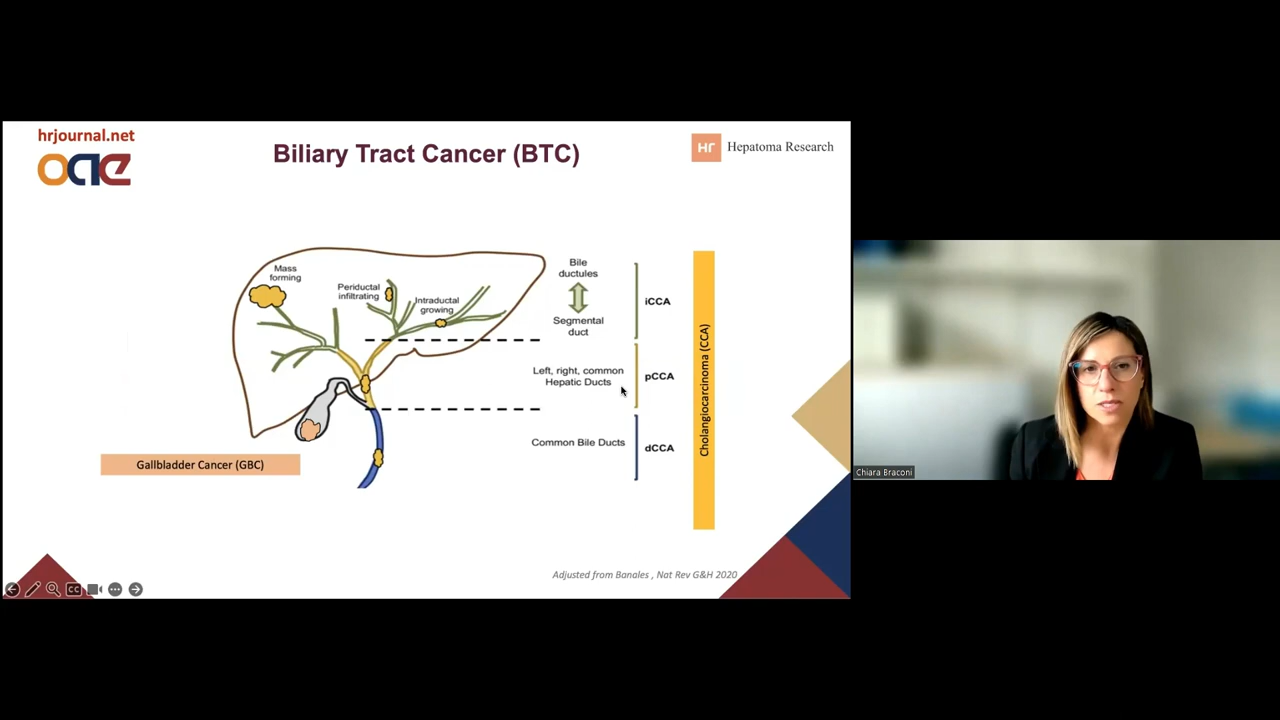 hrjournal.net
oae
Biliary Tract Cancer (BTC)
Hr
Hepatoma Research
Mass
forming
Periductal
infiltrating
Intraductal
growing
Bile
ductules
Segmental
duct
iCCA
Left, right, common
Hepatic Ducts
pCCA
Common Bile Ducts
dCCA
Cholangiocarcinoma (CCA)
Gallbladder Cancer (GBC)
Adjusted from Banales , Nat Rev G&H 2020
CC
Chiara Braconi